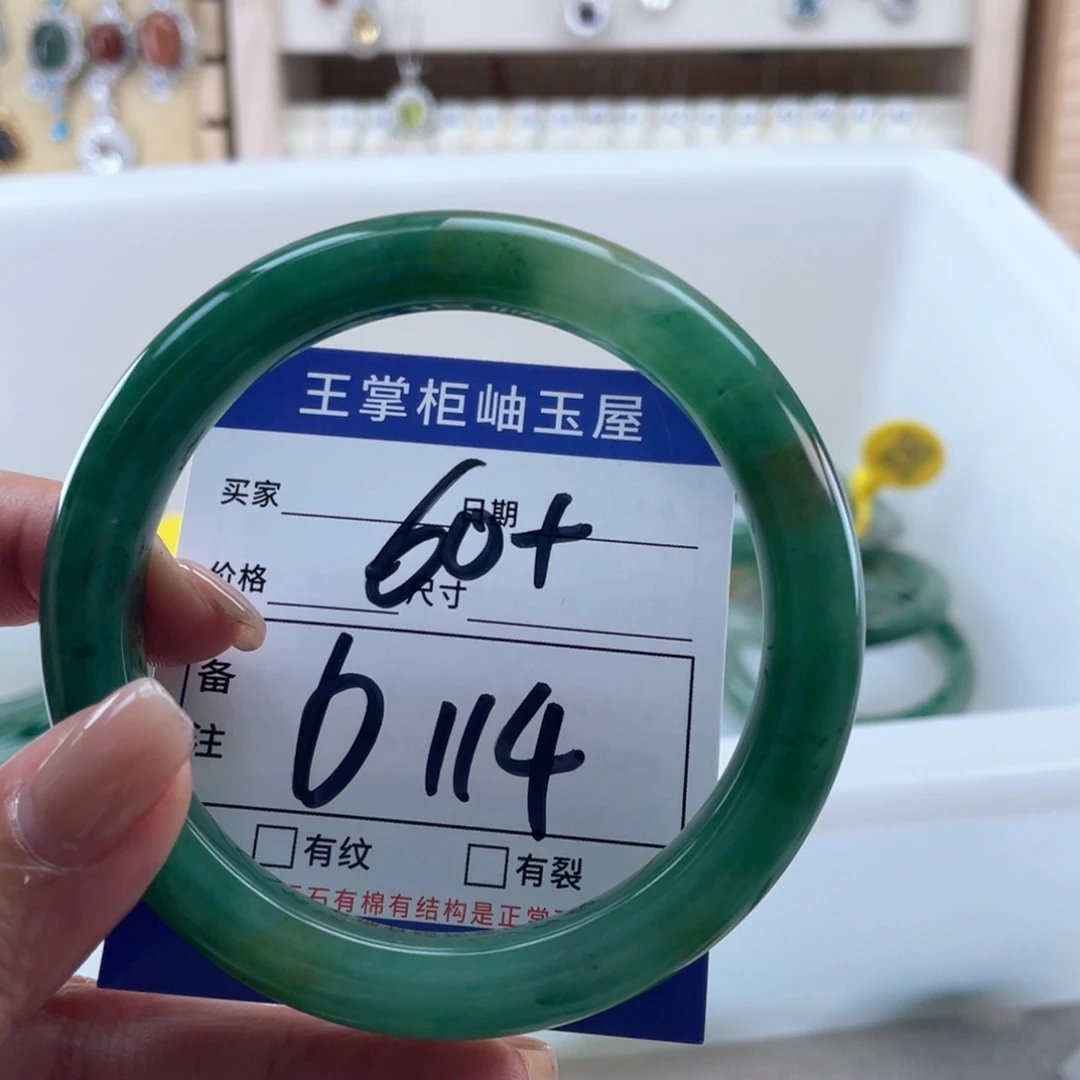 王掌柜岫玉屋
买家 日期
60+
价格 尺寸
备注
b 114
有纹 有裂
石有棉有结构是正常